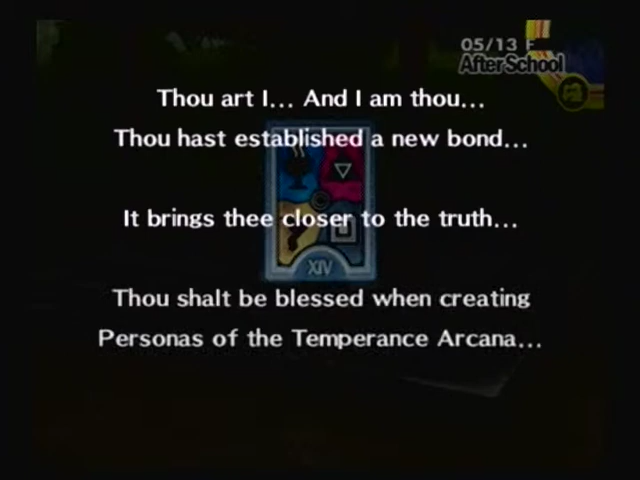 05/13 F
After School
Thou art I... And I am thou...
Thou hast established a new bond...
It brings thee closer to the truth...
Thou shalt be blessed when creating
Personas of the Temperance Arcana...
XIV